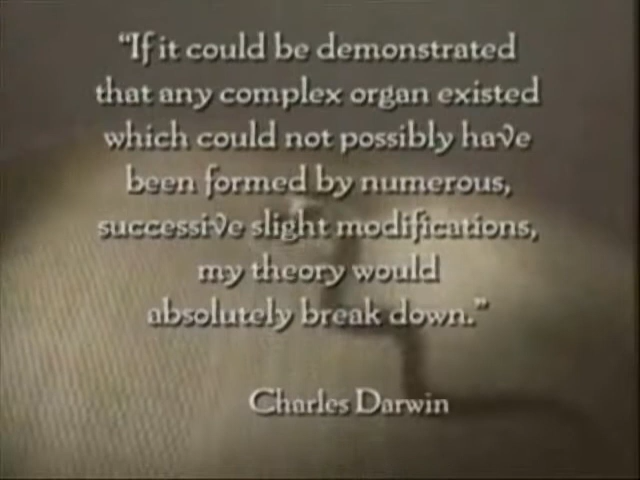 “If it could be demonstrated
that any complex organ existed
which could not possibly have
been formed by numerous,
successive slight modifications,
my theory would
absolutely break down.”
Charles Darwin